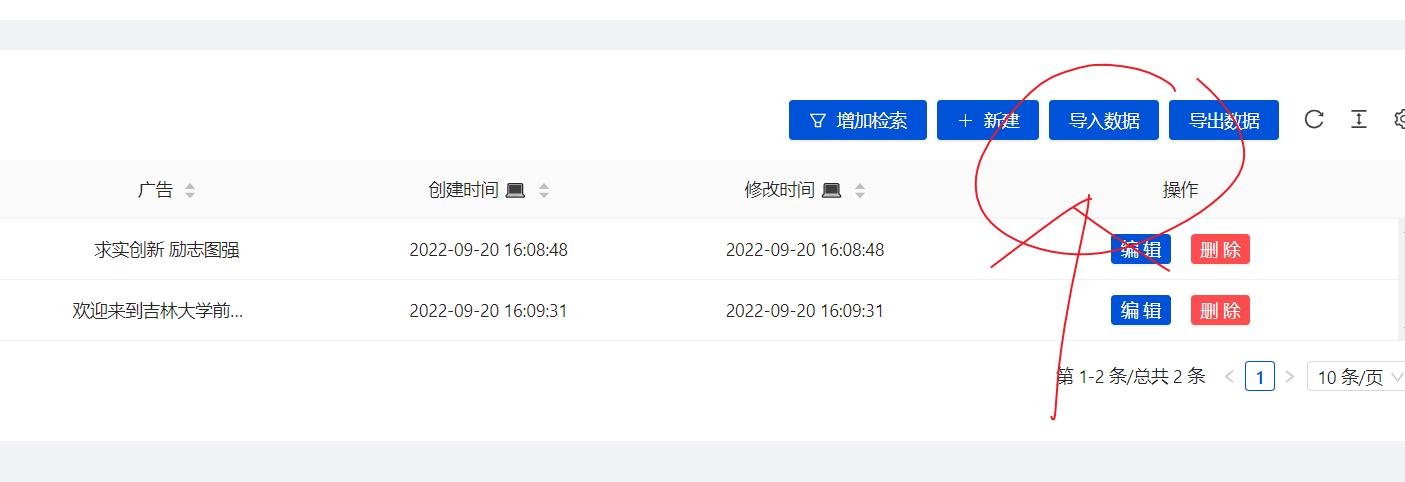 增加检索 新建 导入数据 导出数据
广告 创建时间 修改时间 操作
求实创新 励志图强 2022-09-20 16:08:48 2022-09-20 16:08:48 编辑 删除
欢迎来到吉林大学前... 2022-09-20 16:09:31 2022-09-20 16:09:31 编辑 删除
第 1-2 条/总共 2 条 1 10 条/页